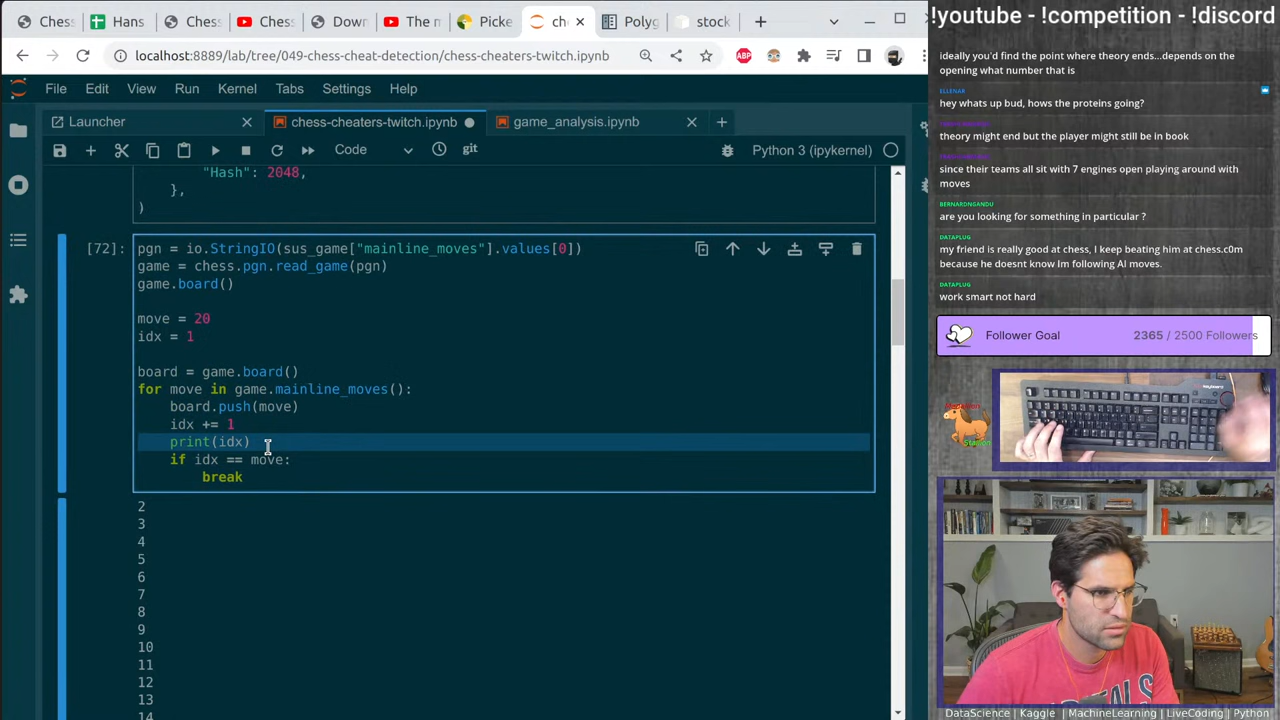 Chess
Hans
Chess
Chess
Down
The m
Picke
ch
Polyg
stock
localhost:8889/lab/tree/049-chess-cheat-detection/chess-cheaters-twitch.ipynb
ABP
File Edit View Run Kernel Tabs Settings Help
Launcher
chess-cheaters-twitch.ipynb
game_analysis.ipynb
Code
git
Python 3 (ipykernel)
"Hash": 2048,
},
)
[72]:
pgn = io.StringIO(sus_game["mainline_moves"].values[0])
game = chess.pgn.read_game(pgn)
game.board()
move = 20
idx = 1
board = game.board()
for move in game.mainline_moves():
board.push(move)
idx += 1
print(idx)
if idx == move:
break
2
3
4
5
6
7
8
9
10
11
12
13
14
!youtube - !competition - !discord
ideally you'd find the point where theory ends...depends on the
opening what number that is
ELLENAR
hey whats up bud, hows the proteins going?
theory might end but the player might still be in book
since their teams all sit with 7 engines open playing around with
moves
BERNARDNGANDU
are you looking for something in particular ?
DATAPLUG
my friend is really good at chess, I keep beating him at chess.c0m
because he doesnt know Im following AI moves.
DATAPLUG
work smart not hard
Follower Goal
2365 / 2500 Followers
Stallion
DataScience | Kaggle | MachineLearning | LiveCoding | Python